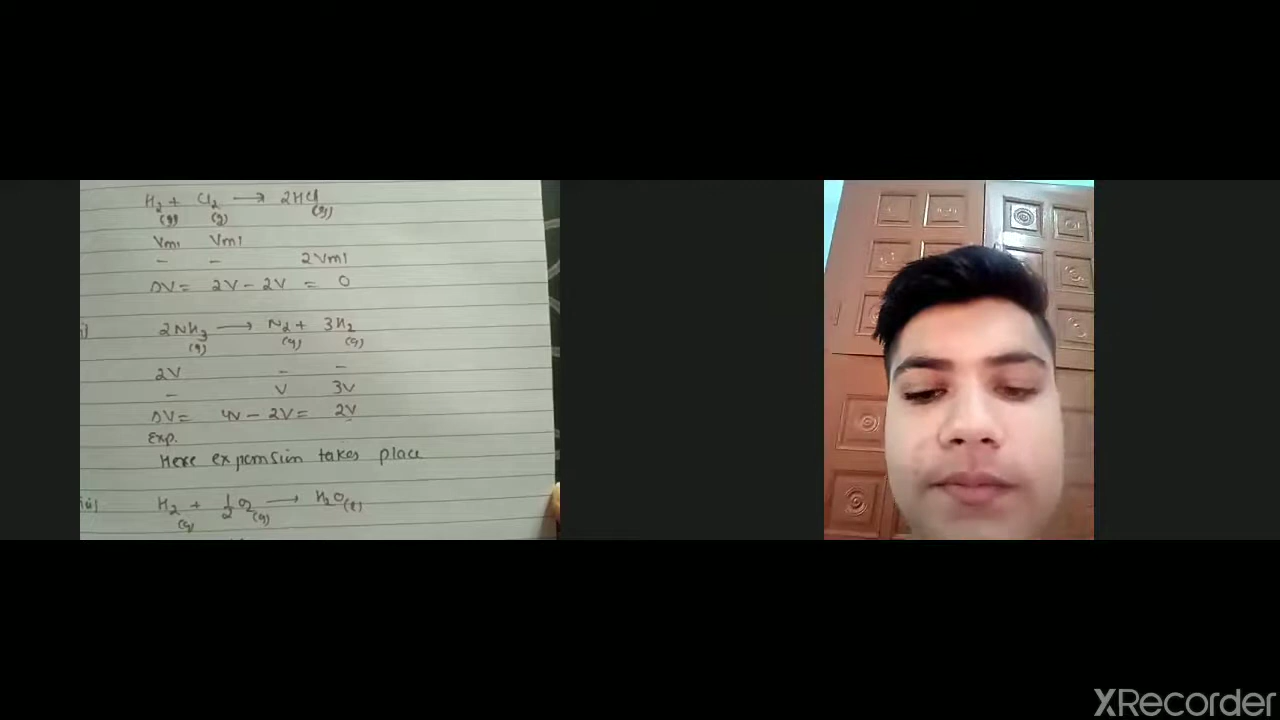 H₂ + Cl₂ → 2HCl
(g) (g) (g)
Vml Vml
- - 2Vml
ΔV = 2V - 2V = 0
ii) 2NH₃ → N₂ + 3H₂
(g) (g) (g)
2V - -
- V 3V
ΔV = 4V - 2V = 2V
Exp.
Here expansion takes place
iii) H₂ + 1/2 O₂ → H₂O(l)
(g) (g)
XRecorder